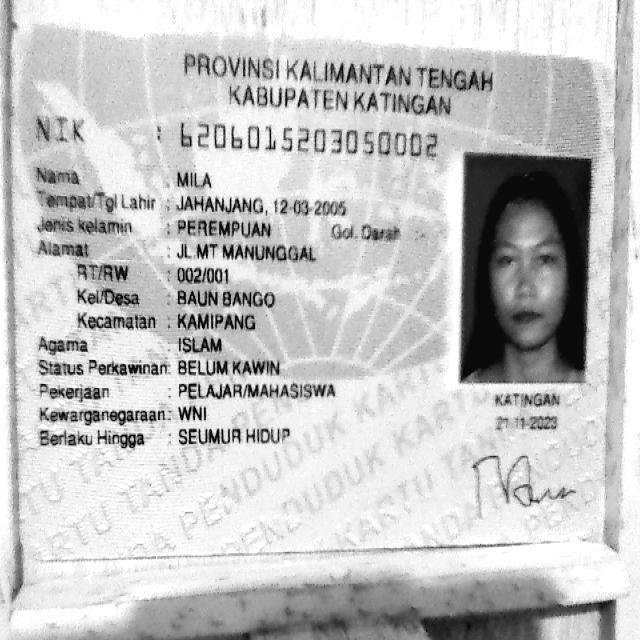 PROVINSI KALIMANTAN TENGAH
KABUPATEN KATINGAN
NIK : 6206015203050002
Nama : MILA
Tempat/Tgl Lahir : JAHANJANG, 12-03-2005
Jenis kelamin : PEREMPUAN Gol. Darah : -
Alamat : JL.MT MANUNGGAL
RT/RW : 002/001
Kel/Desa : BAUN BANGO
Kecamatan : KAMIPANG
Agama : ISLAM
Status Perkawinan: BELUM KAWIN
Pekerjaan : PELAJAR/MAHASISWA
Kewarganegaraan: WNI
Berlaku Hingga : SEUMUR HIDUP
KATINGAN
21-11-2023